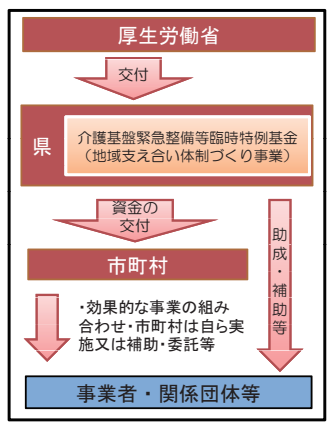 厚生労働省
交付
県
介護基盤緊急整備等臨時特例基金
（地域支え合い体制づくり事業）
資金の
交付
助成・補助等
市町村
・効果的な事業の組み
合わせ・市町村は自ら実
施又は補助・委託等
事業者・関係団体等